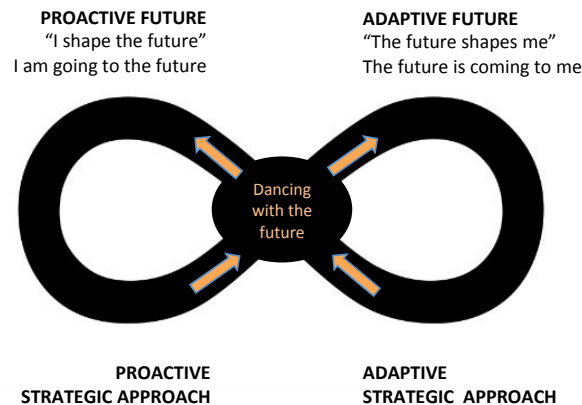 PROACTIVE FUTURE
“I shape the future”
I am going to the future
ADAPTIVE FUTURE
“The future shapes me”
The future is coming to me
Dancing
with the
future
PROACTIVE
STRATEGIC APPROACH
ADAPTIVE
STRATEGIC APPROACH